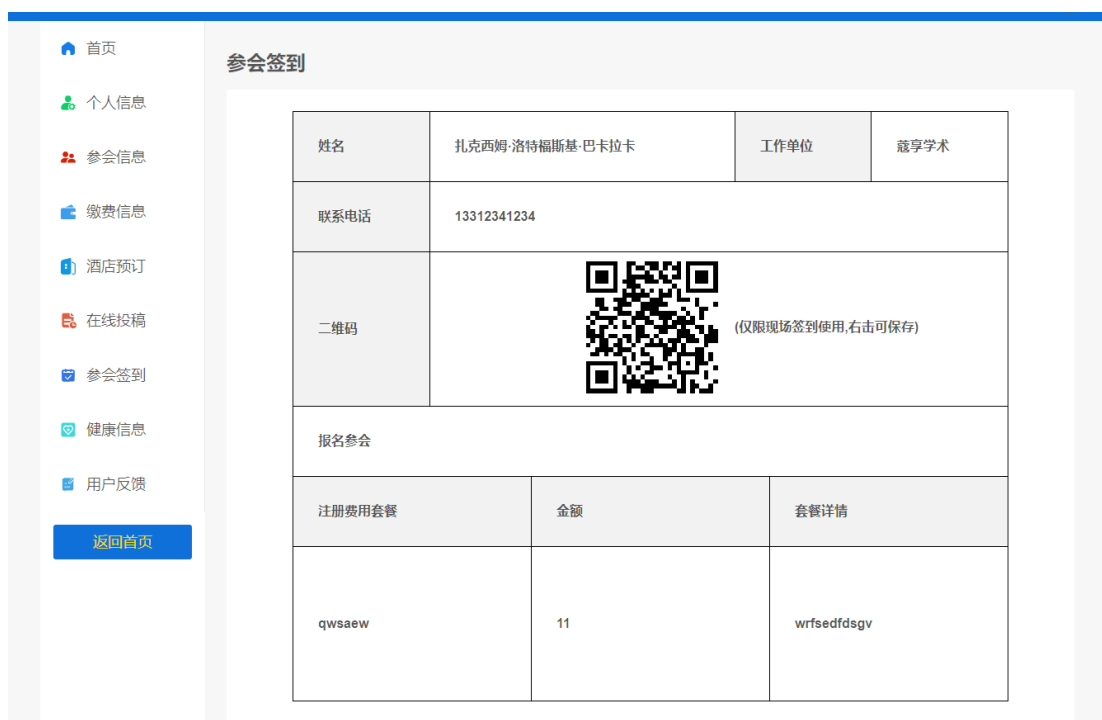 首页
个人信息
参会信息
缴费信息
酒店预订
在线投稿
参会签到
健康信息
用户反馈
返回首页
参会签到
姓名 扎克西姆·洛特福斯基·巴卡拉卡 工作单位 蔻享学术
联系电话 13312341234
二维码 (仅限现场签到使用,右击可保存)
报名参会
注册费用套餐 金额 套餐详情
qwsaew 11 wrfsedfdsgv